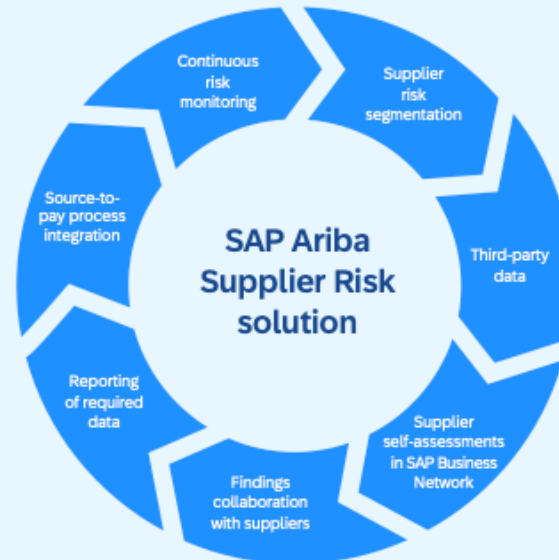 SAP Ariba
Supplier Risk
solution
Continuous
risk
monitoring
Supplier
risk
segmentation
Third-party
data
Supplier
self-assessments
in SAP Business
Network
Findings
collaboration
with suppliers
Reporting
of required
data
Source-to-
pay process
integration